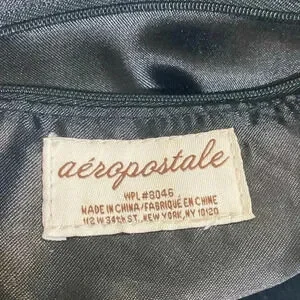 aéropostale
WPL#8046
MADE IN CHINA/FABRIQUÉ EN CHINE
112 W 34th ST., NEW YORK, NY 10120